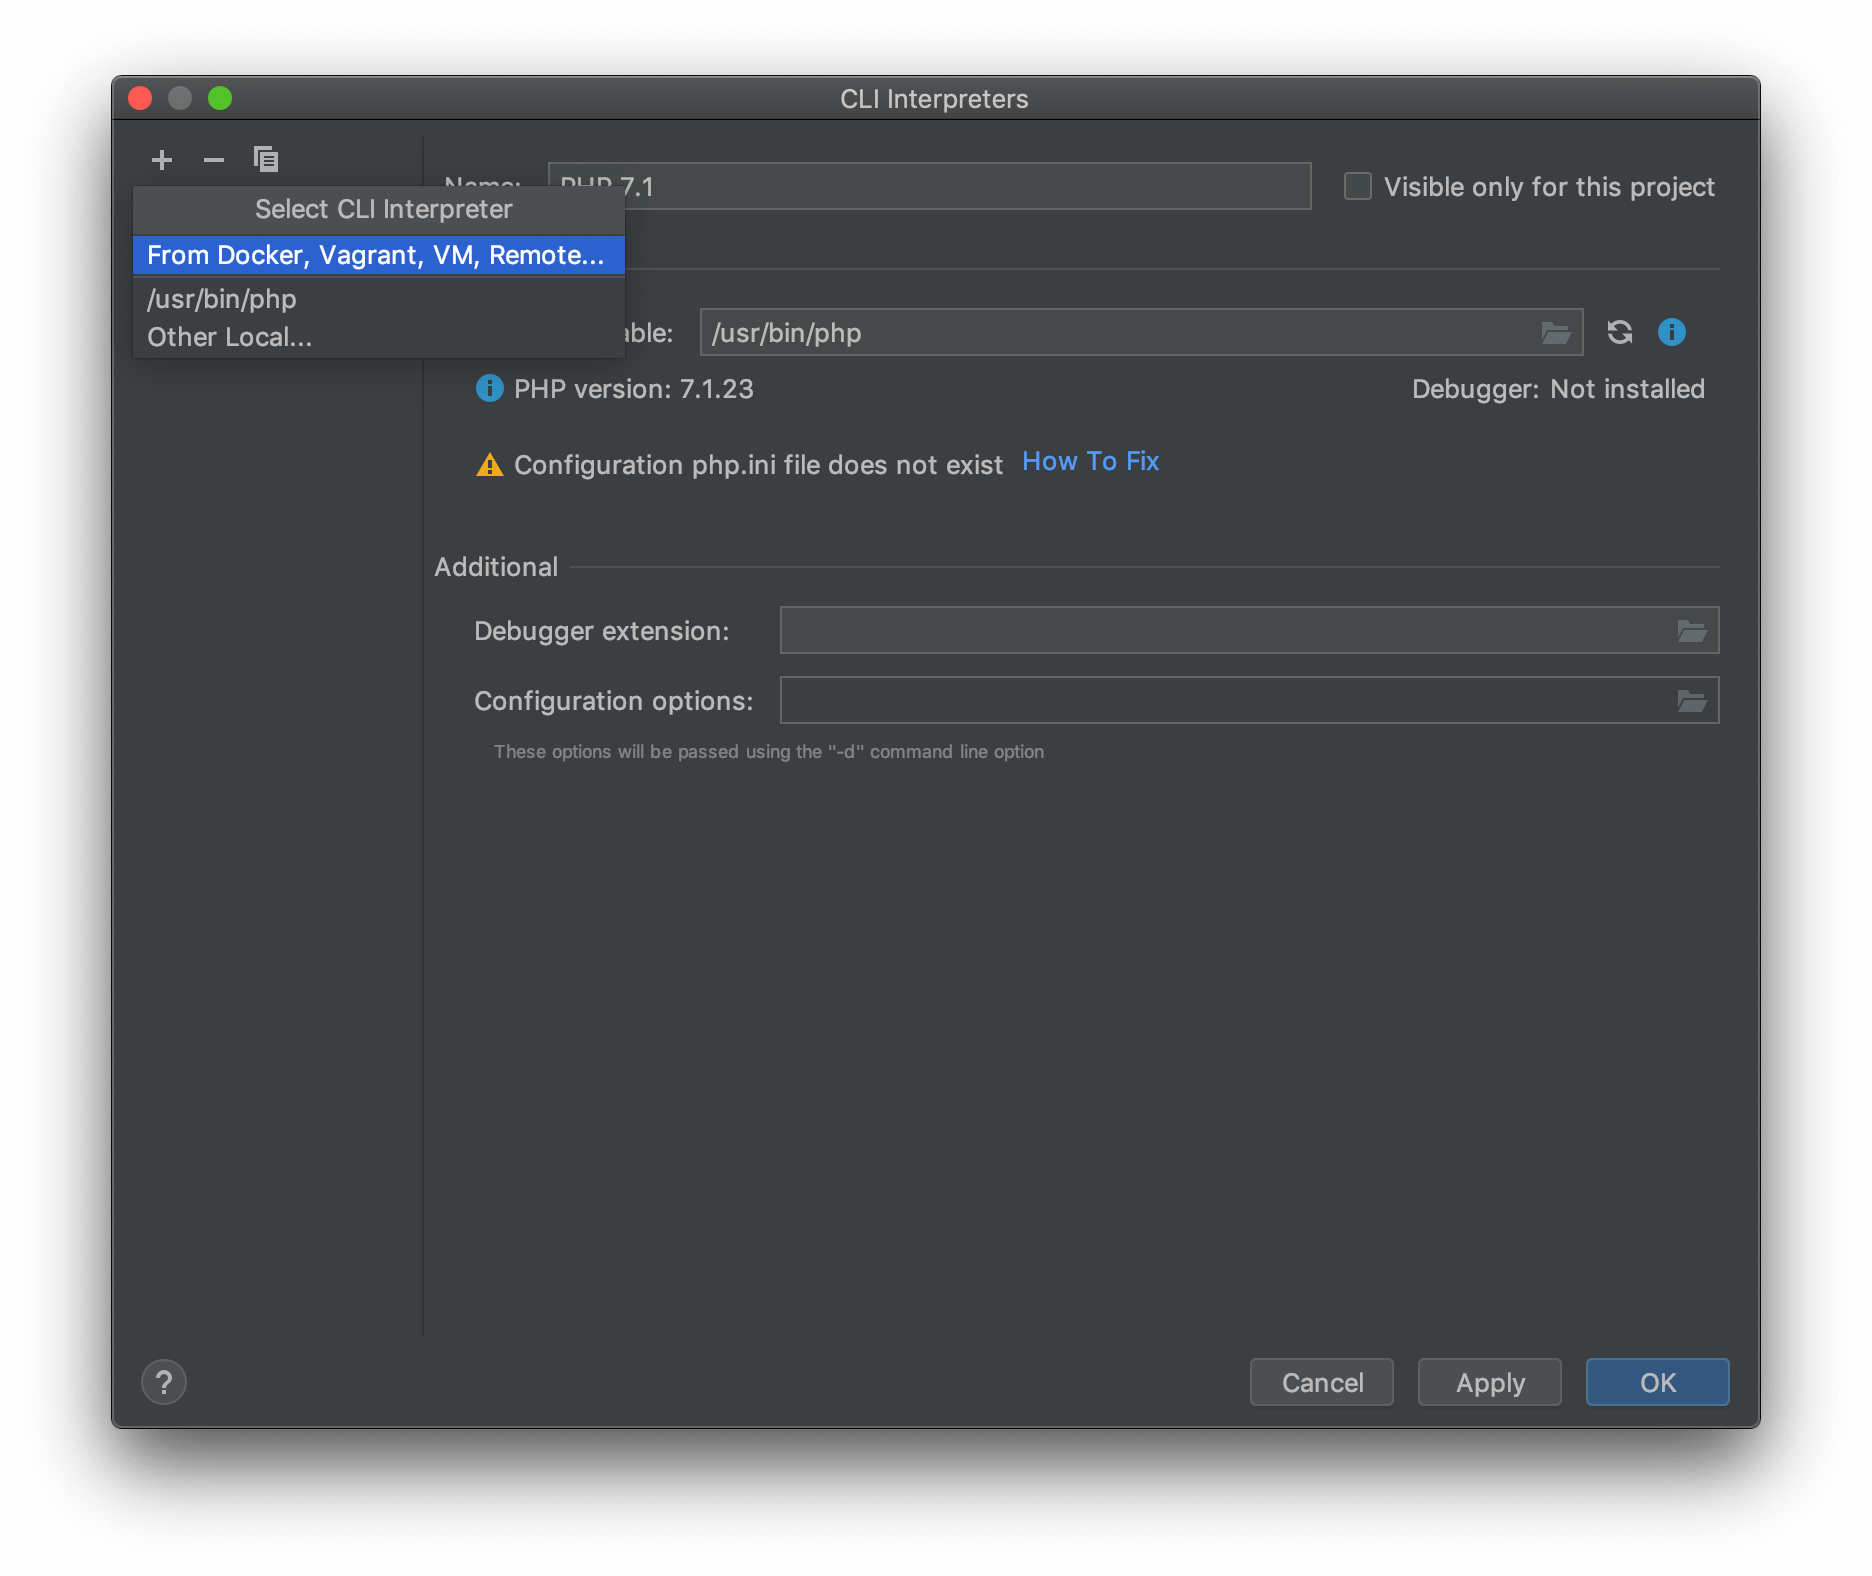 CLI Interpreters
Name: PHP 7.1
Visible only for this project
Select CLI Interpreter
From Docker, Vagrant, VM, Remote...
/usr/bin/php
Other Local...
/usr/bin/php
PHP version: 7.1.23
Debugger: Not installed
Configuration php.ini file does not exist How To Fix
Additional
Debugger extension:
Configuration options:
These options will be passed using the "-d" command line option
?
Cancel
Apply
OK